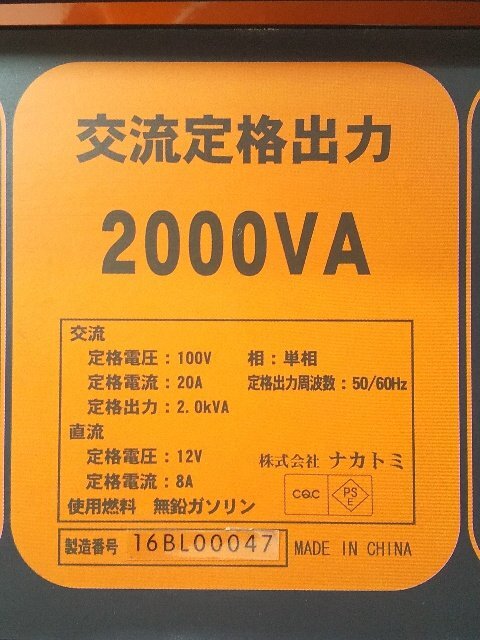 交流定格出力
2000VA
交流
定格電圧：100V 相：単相
定格電流：20A 定格出力周波数：50/60Hz
定格出力：2.0kVA
直流
定格電圧：12V
定格電流：8A
株式会社 ナカトミ
使用燃料 無鉛ガソリン
CQC
PS
E
製造番号 16BL00047 MADE IN CHINA